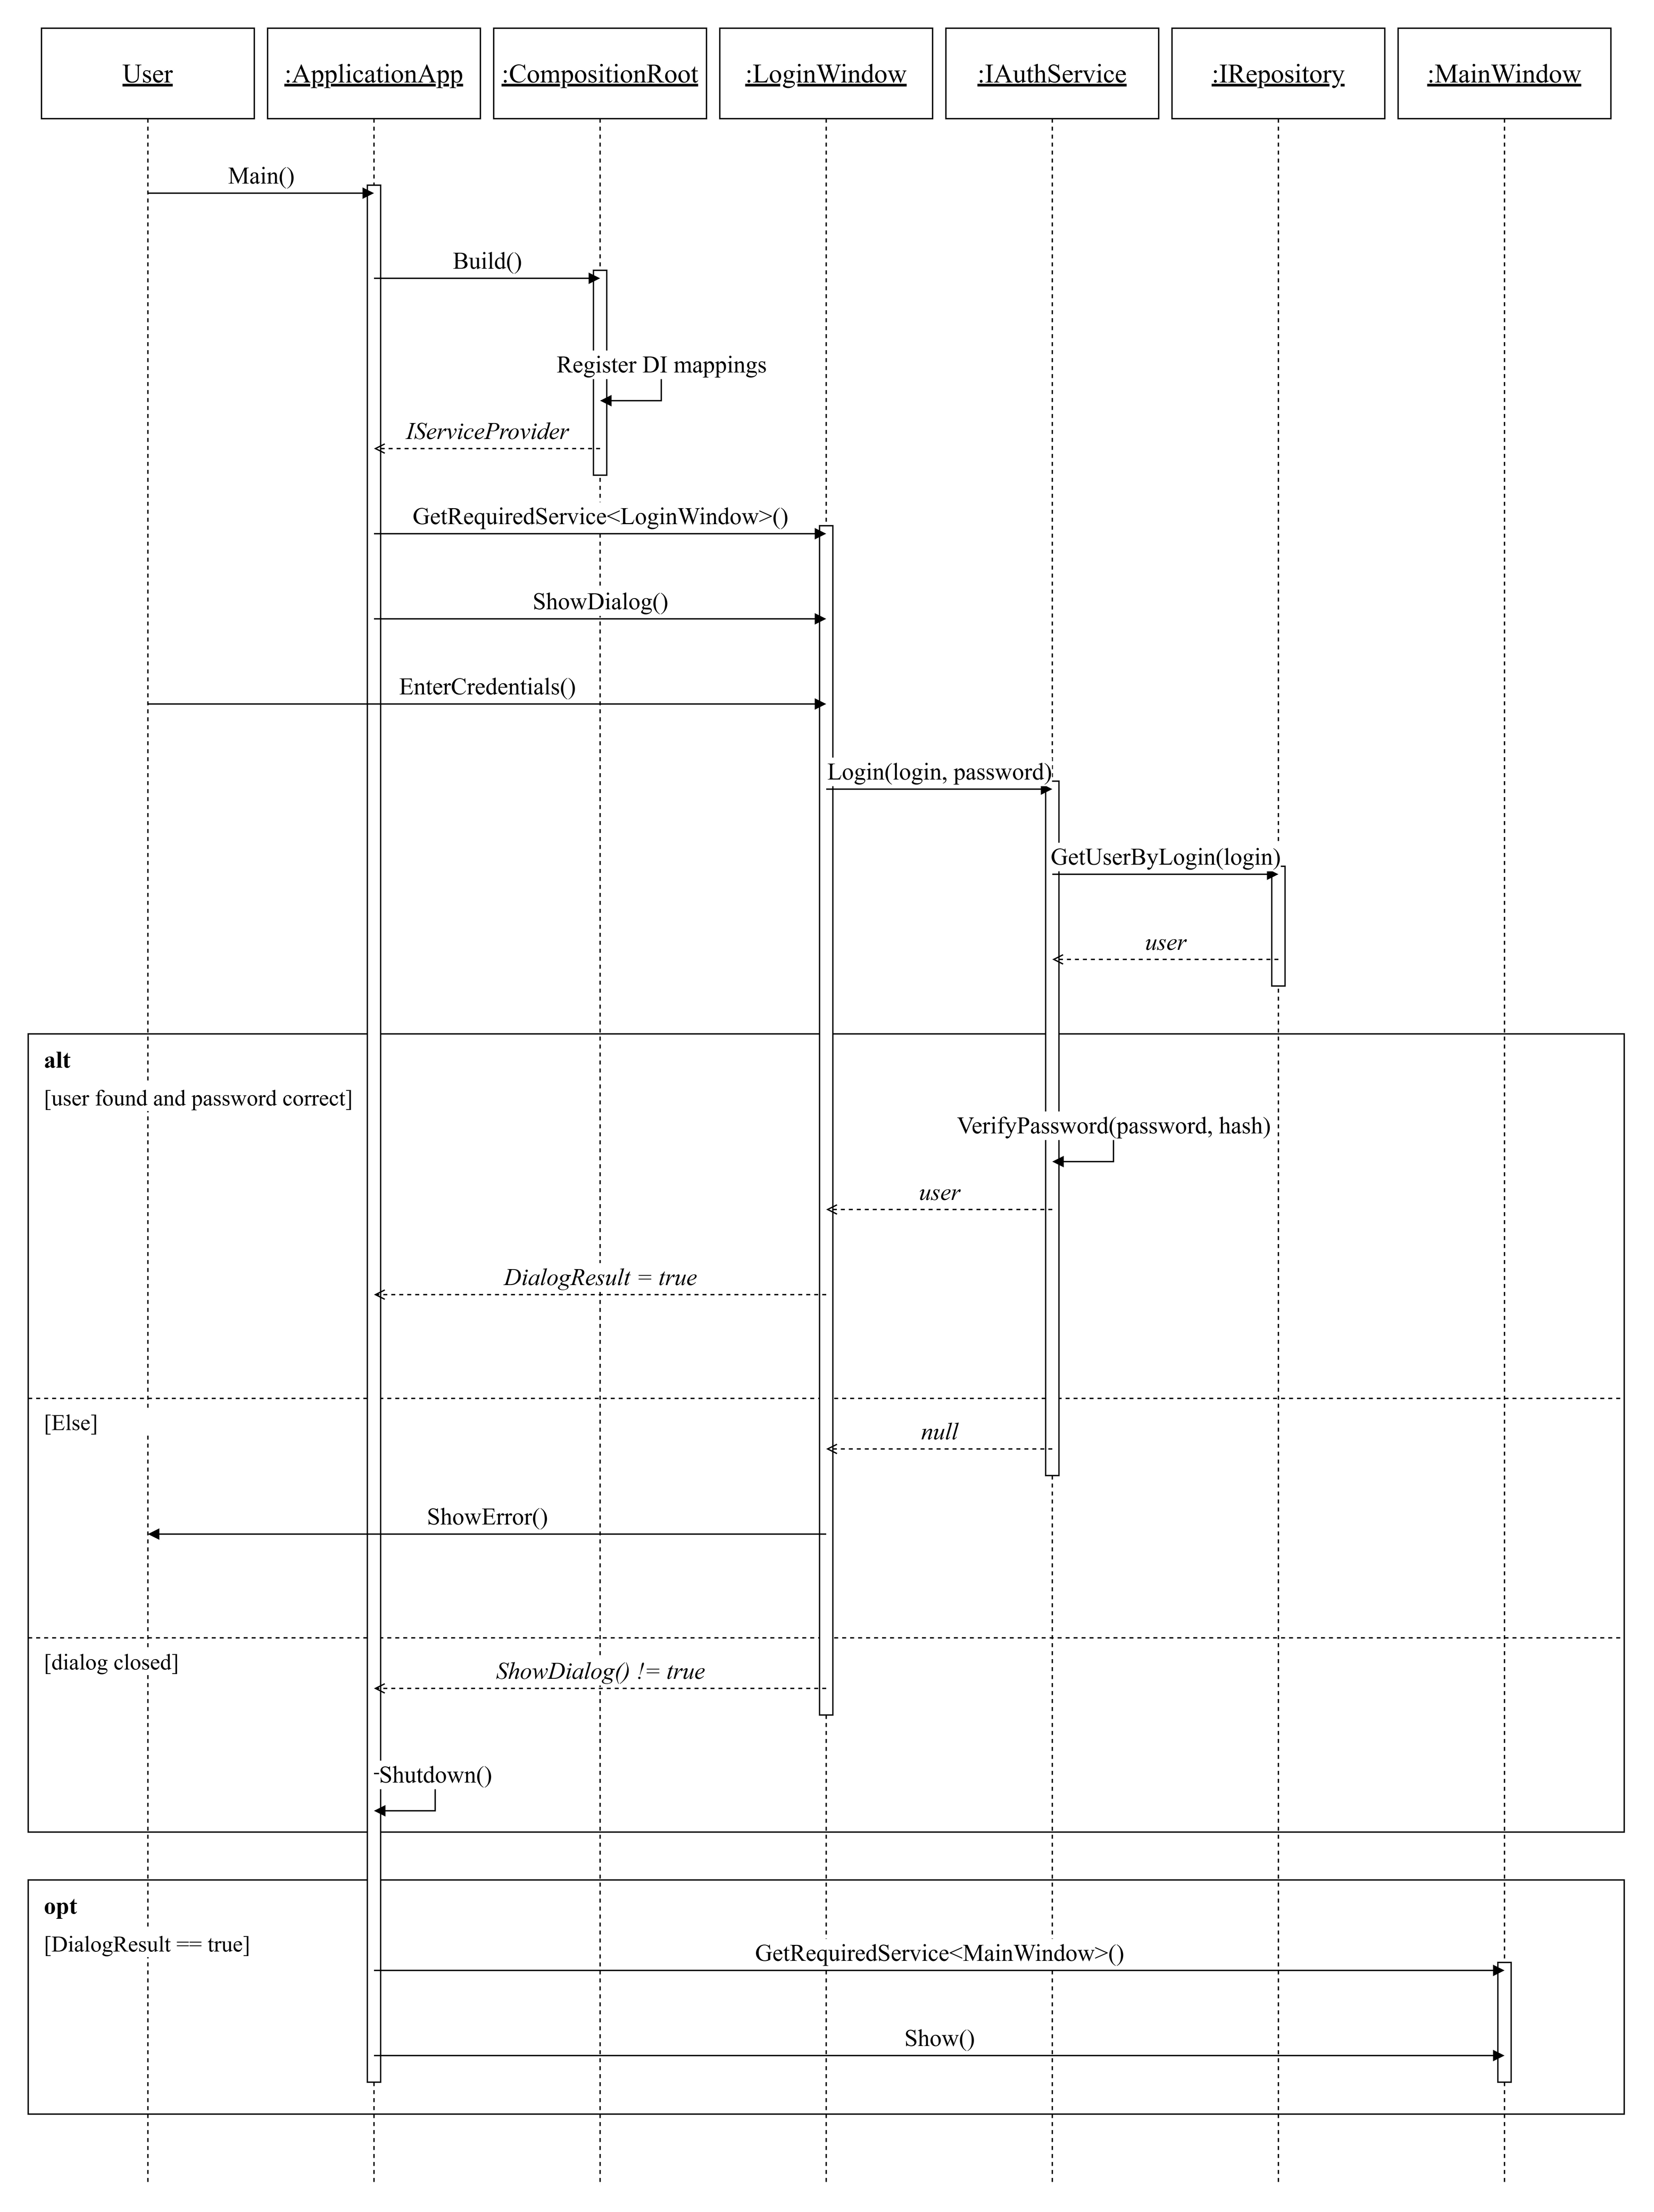 User
:ApplicationApp
:CompositionRoot
:LoginWindow
:IAuthService
:IRepository
:MainWindow
Main()
Build()
Register DI mappings
IServiceProvider
GetRequiredService<LoginWindow>()
ShowDialog()
EnterCredentials()
Login(login, password)
GetUserByLogin(login)
user
alt
[user found and password correct]
VerifyPassword(password, hash)
user
DialogResult = true
[Else]
null
ShowError()
[dialog closed]
ShowDialog() != true
Shutdown()
opt
[DialogResult == true]
GetRequiredService<MainWindow>()
Show()